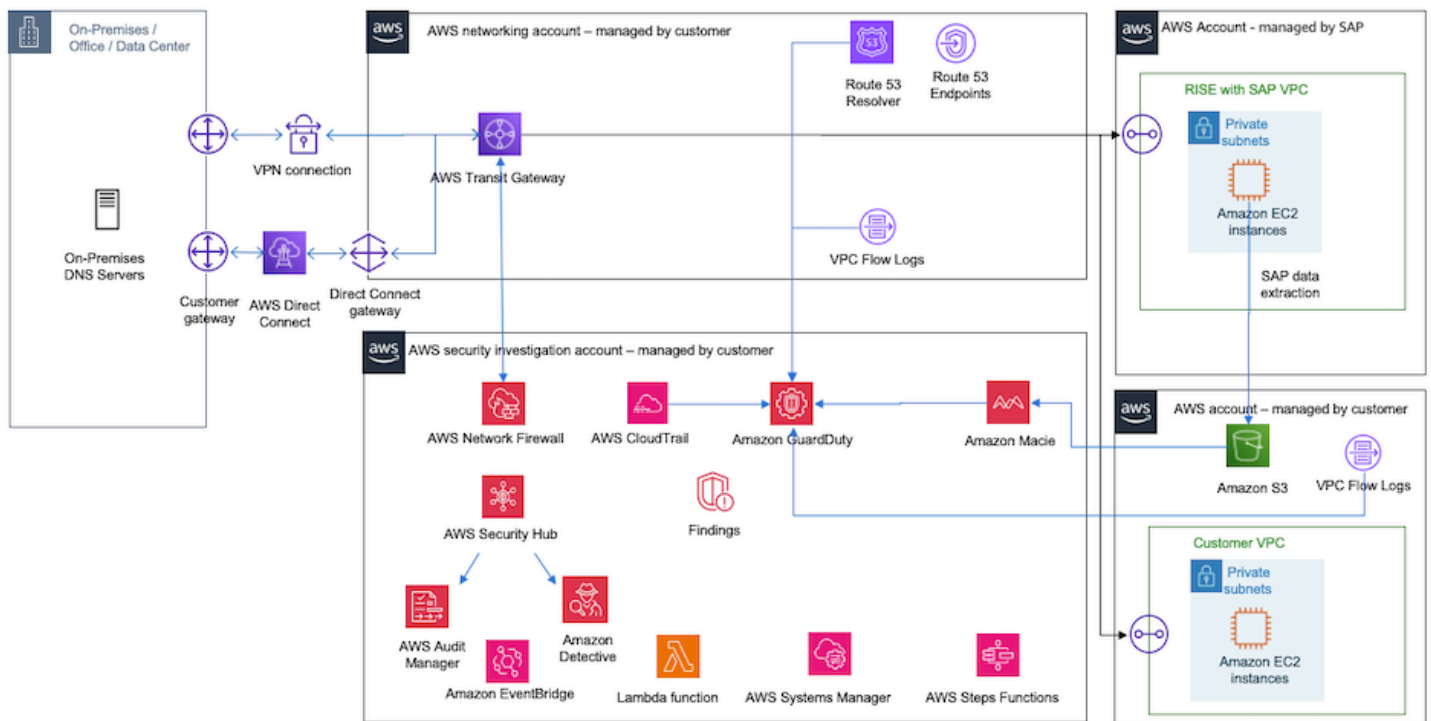 On-Premises /
Office / Data Center
On-Premises
DNS Servers
VPN connection
Customer
gateway
AWS Direct
Connect
Direct Connect
gateway
aws
AWS networking account – managed by customer
AWS Transit Gateway
53
Route 53
Resolver
Route 53
Endpoints
VPC Flow Logs
aws
AWS Account - managed by SAP
RISE with SAP VPC
Private
subnets
Amazon EC2
instances
SAP data
extraction
aws
AWS security investigation account – managed by customer
AWS Network Firewall
AWS CloudTrail
Amazon GuardDuty
Amazon Macie
AWS Security Hub
Findings
AWS Audit
Manager
Amazon EventBridge
Amazon
Detective
Lambda function
AWS Systems Manager
AWS Steps Functions
aws
AWS account – managed by customer
Amazon S3
VPC Flow Logs
Customer VPC
Private
subnets
Amazon EC2
instances